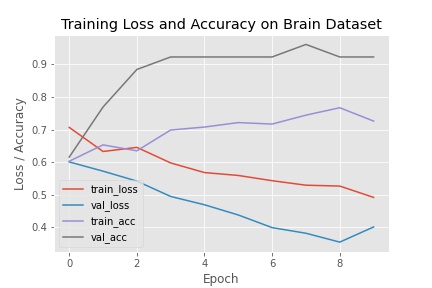 Training Loss and Accuracy on Brain Dataset
Loss / Accuracy
0.9
0.8
0.7
0.6
0.5
0.4
train_loss
val_loss
train_acc
val_acc
0 2 4 6 8
Epoch